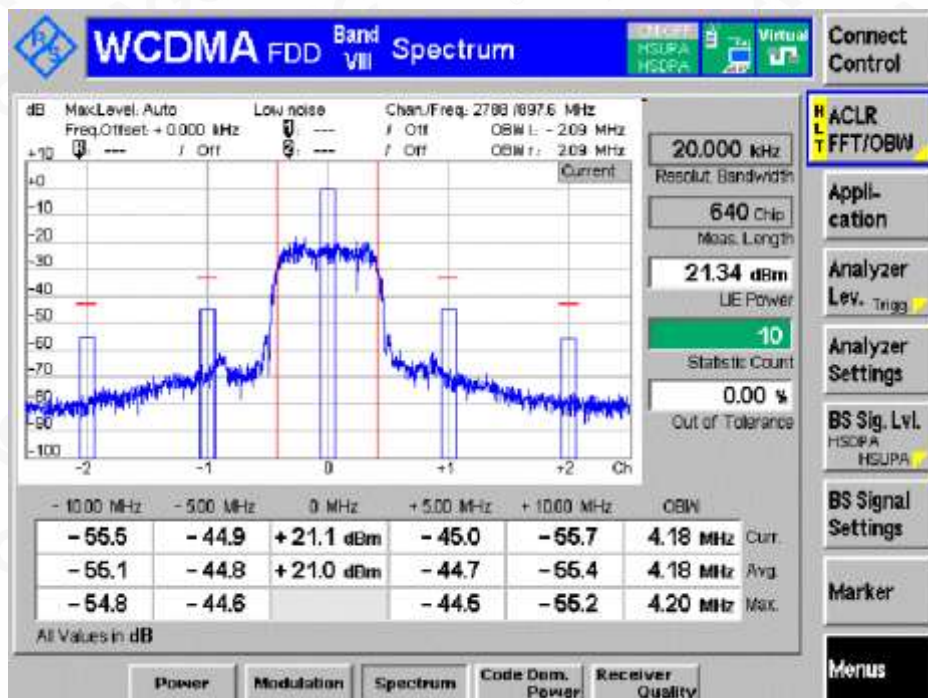 WCDMA FDD Band VIII Spectrum
HSUPA
HSDPA
Virtual
Connect Control
dB Max.Level: Auto Low noise Chan./Freq.: 2788 /897.6 MHz
Freq.Offset: + 0.000 kHz 1: --- / Off OBW l: - 2.09 MHz
R: --- / Off 2: --- / Off OBW r: 2.09 MHz
Current
+10
+0
-10
-20
-30
-40
-50
-60
-70
-80
-90
-100
-2 -1 0 +1 +2 Ch
20.000 kHz
Resolut. Bandwidth
640 Chip
Meas. Length
21.34 dBm
UE Power
10
Statistic Count
0.00 %
Out of Tolerance
- 10.00 MHz - 5.00 MHz 0 MHz + 5.00 MHz + 10.00 MHz OBW
- 55.5 - 44.9 + 21.1 dBm - 45.0 - 55.7 4.18 MHz Curr.
- 55.1 - 44.8 + 21.0 dBm - 44.7 - 55.4 4.18 MHz Avg.
- 54.8 - 44.6 - 44.5 - 55.2 4.20 MHz Max.
All Values in dB
HLT
ACLR
FFT/OBW
Appli-
cation
Analyzer
Lev. Trigg
Analyzer
Settings
BS Sig. Lvl.
HSDPA
HSUPA
BS Signal
Settings
Marker
Menus
Power Modulation Spectrum Code Dom. Power Receiver Quality